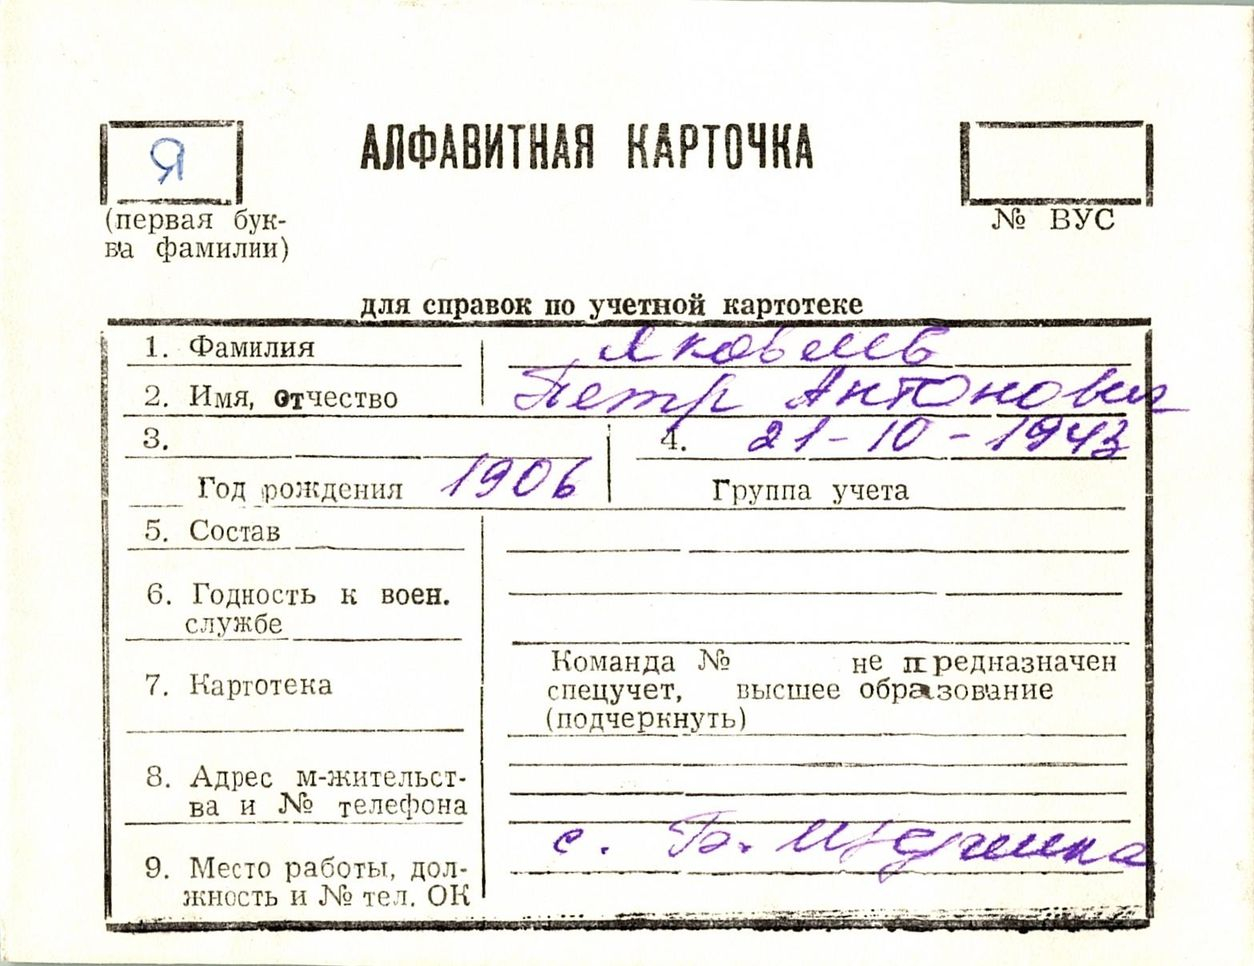 Я
АЛФАВИТНАЯ КАРТОЧКА
(первая бук-
ва фамилии)
№ ВУС
для справок по учетной картотеке
1. Фамилия Яковлев
2. Имя, отчество Петр Антонович
3. 4. 21-10-1943
Год рождения 1906 Группа учета
5. Состав
6. Годность к воен.
службе
Команда № не предназначен
7. Картотека спецучет, высшее образование
(подчеркнуть)
8. Адрес м-жительст-
ва и № телефона
с. Б.
9. Место работы, дол-
жность и № тел. ОК